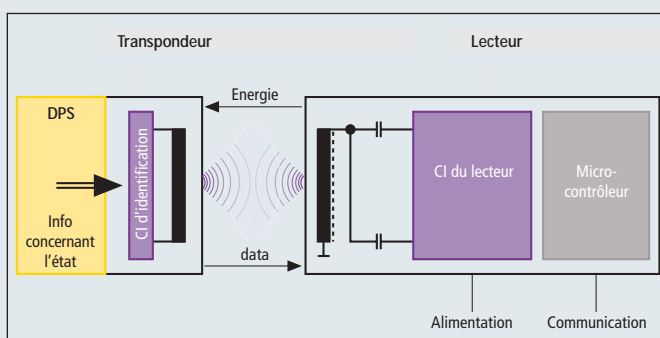 Transpondeur
Lecteur
Energie
DPS
CI d'identification
Info
concernant
l'état
data
CI du lecteur
Micro-
contrôleur
Alimentation
Communication